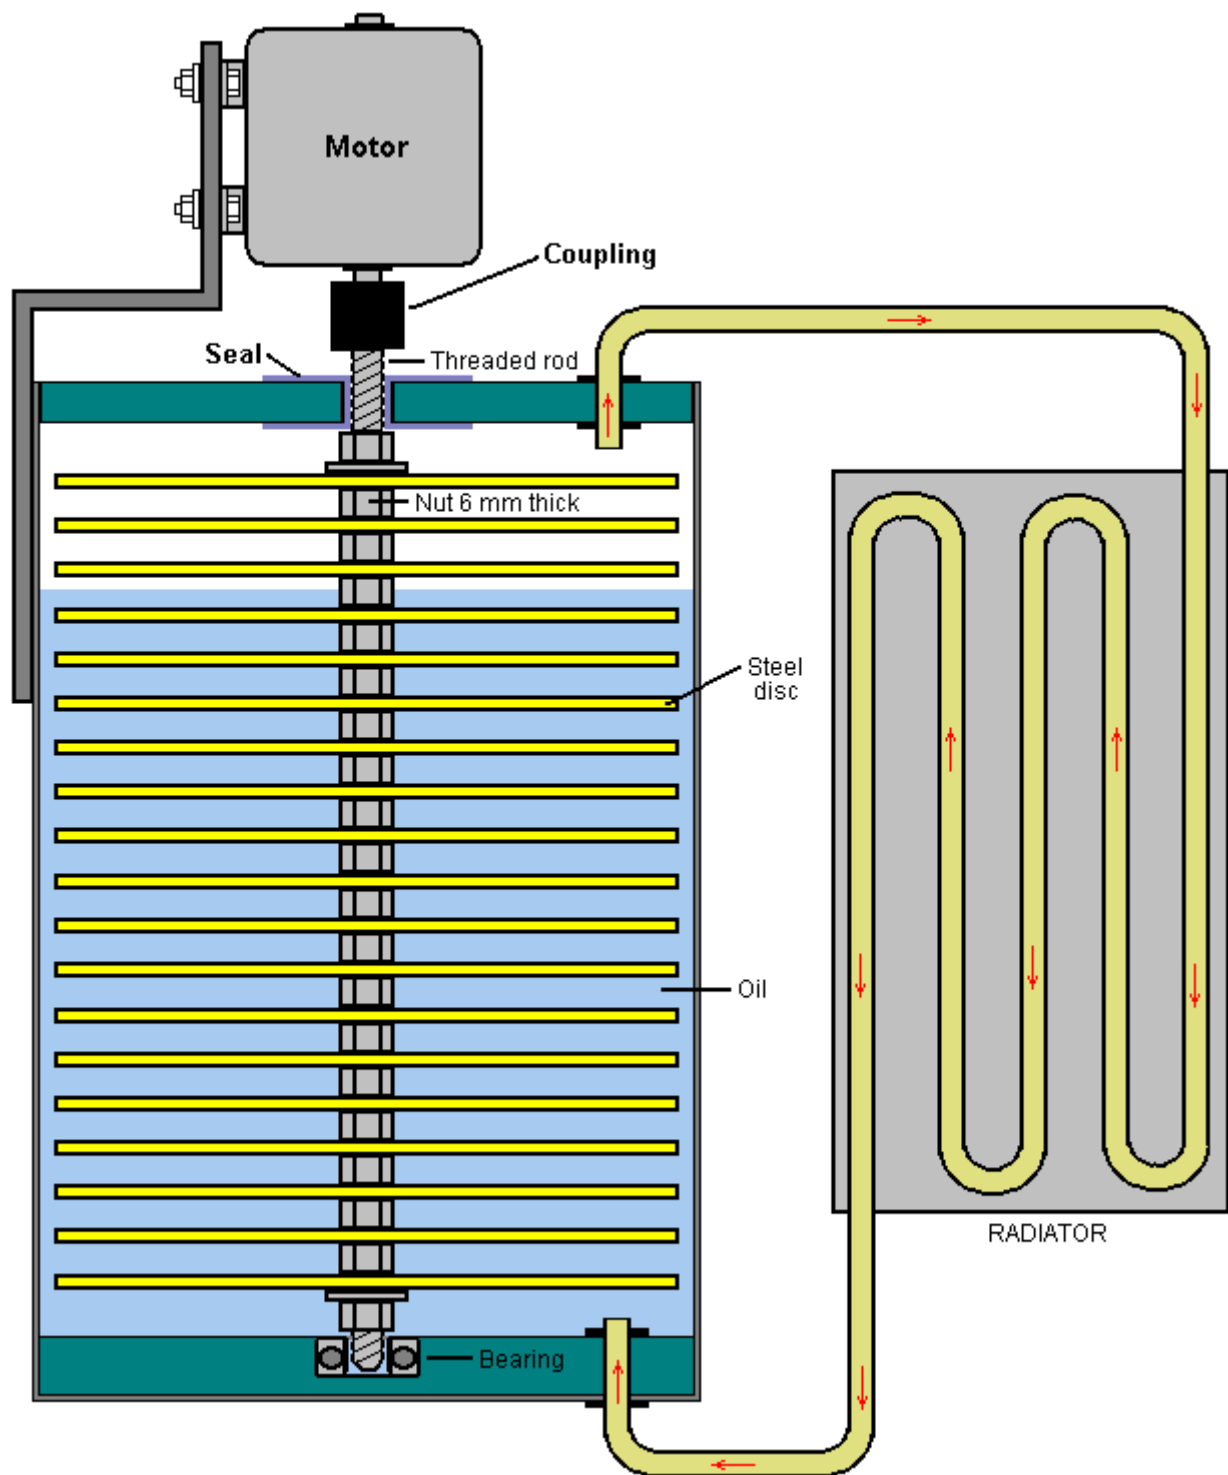 Motor
Coupling
Seal
Threaded rod
Nut 6 mm thick
Steel
disc
Oil
RADIATOR
Bearing